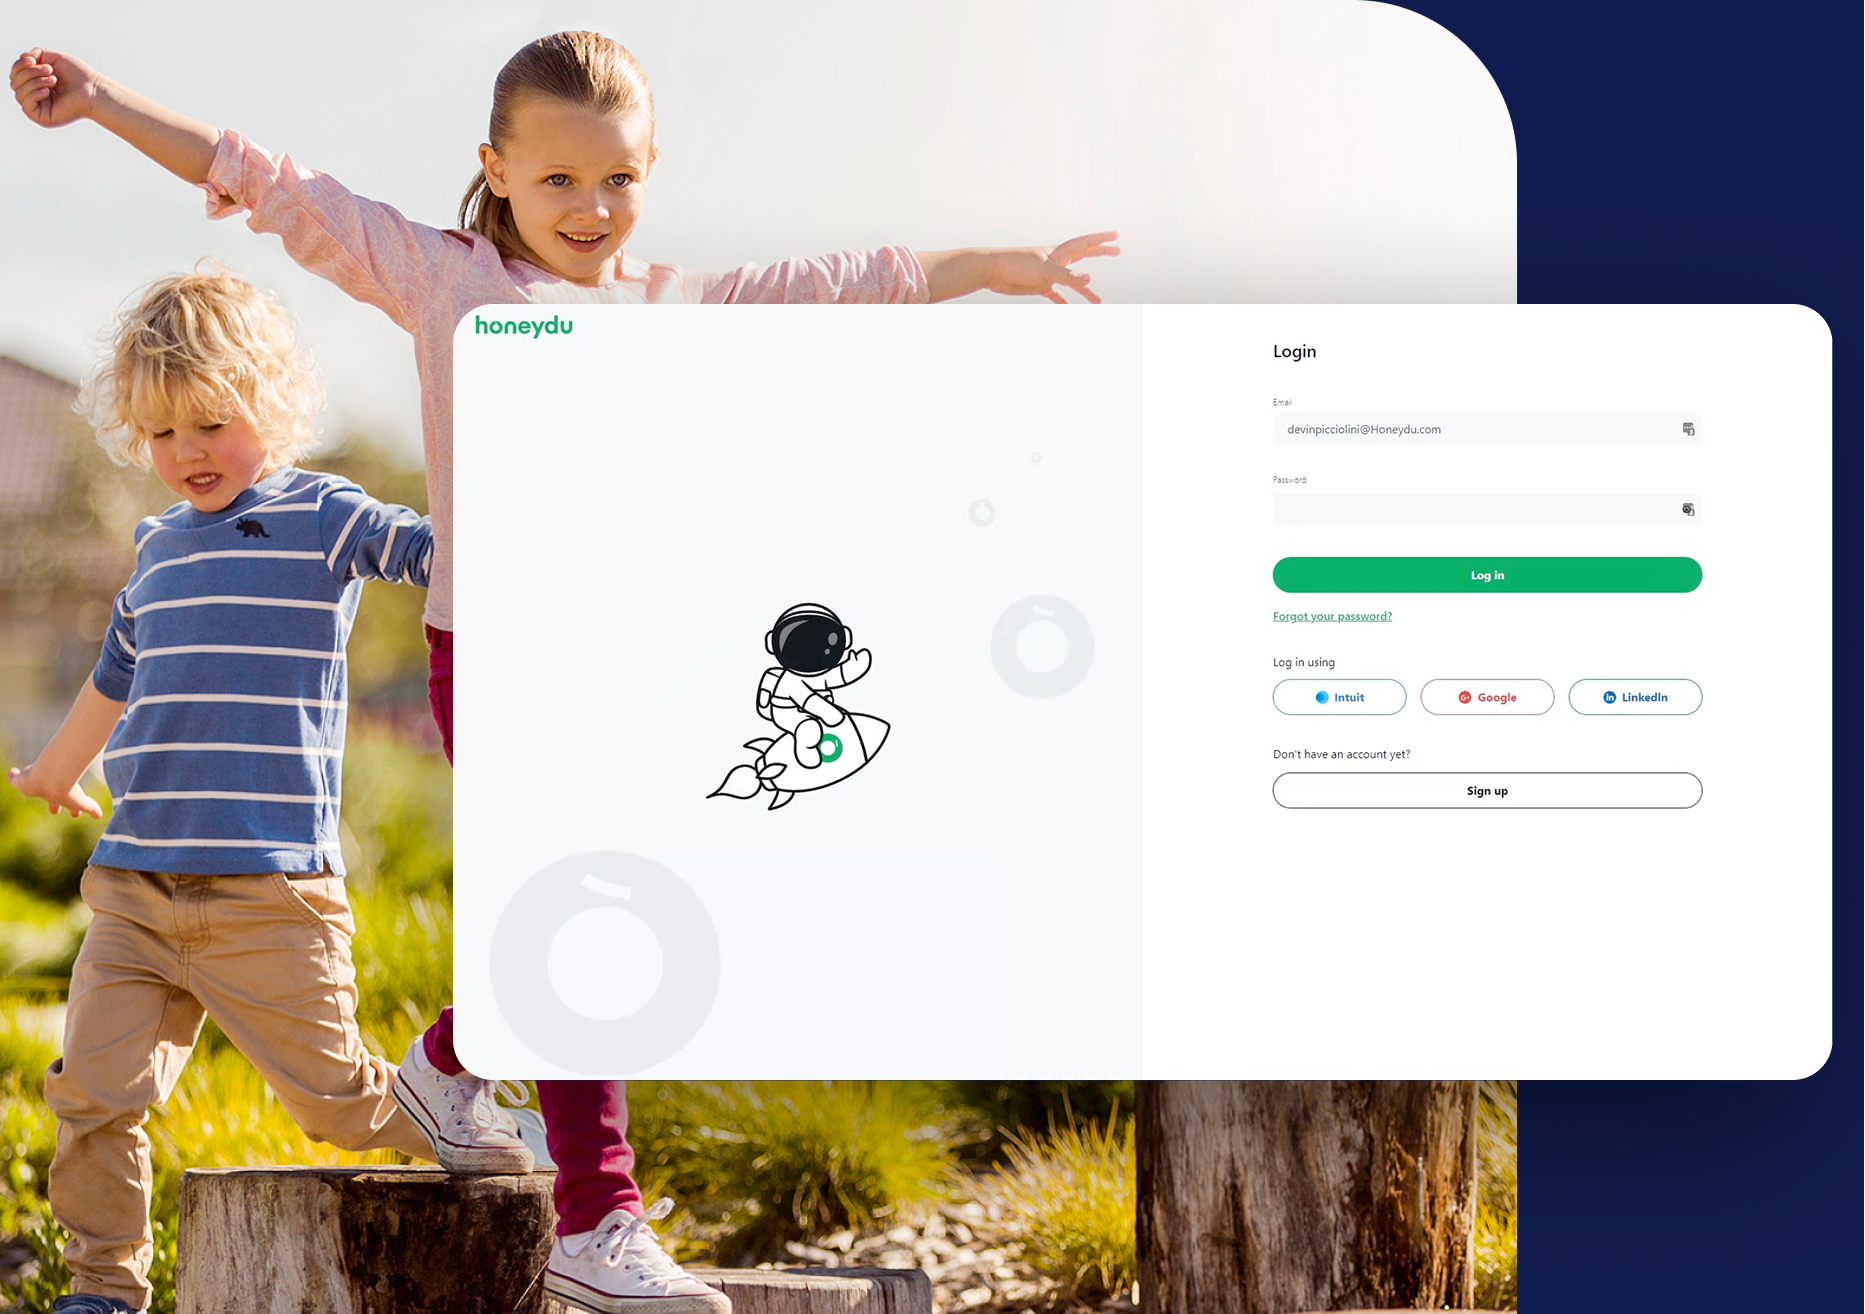 honeydu
Login
Email
devinpicciolini@Honeydu.com
Password
Log in
Forgot your password?
Log in using
Intuit
G+ Google
in LinkedIn
Don't have an account yet?
Sign up